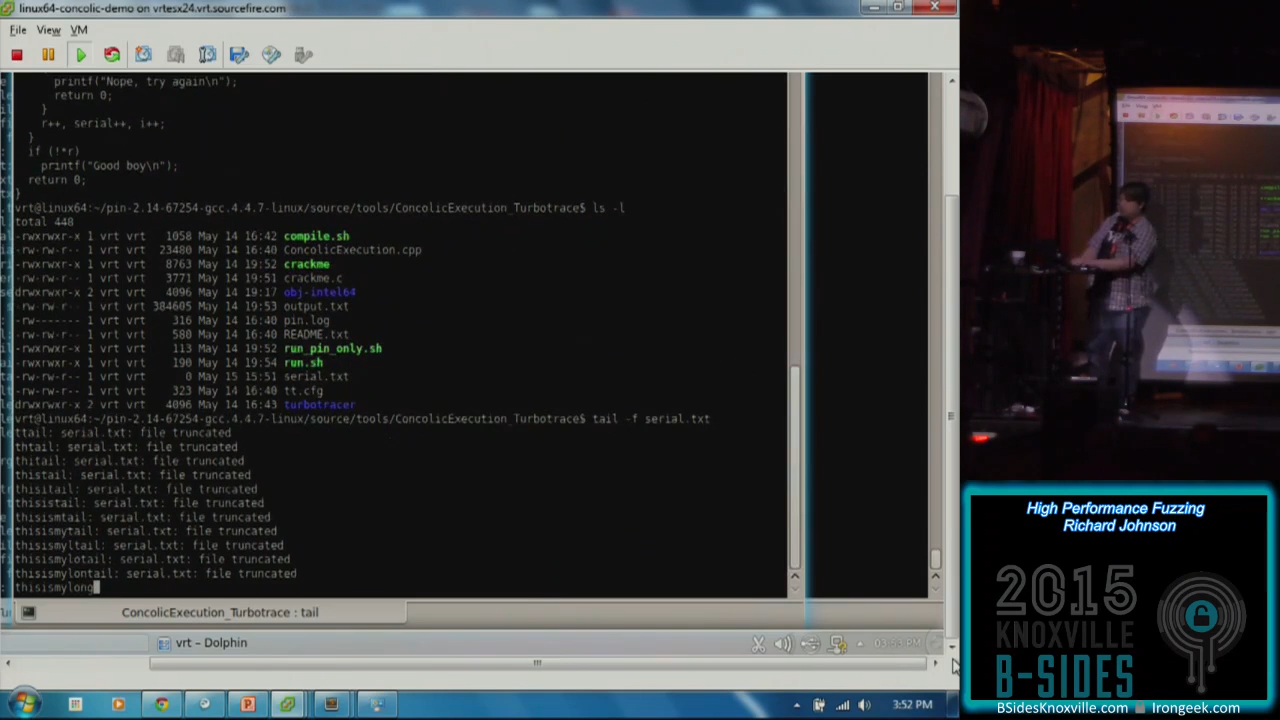 linux64-concolic-demo on vrtesx24.vrt.sourcefire.com
File View VM
printf("Nope, try again\n");
return 0;
}
r++, serial++, i++;
}
if (!*r)
printf("Good boy\n");
return 0;
}
vrt@linux64:~/pin-2.14-67254-gcc.4.4.7-linux/source/tools/ConcolicExecution_Turbotrace$ ls -l
total 448
-rwxrwxr-x 1 vrt vrt 1058 May 14 16:42 compile.sh
-rw-rw-r-- 1 vrt vrt 23480 May 14 16:40 ConcolicExecution.cpp
-rwxrwxr-x 1 vrt vrt 8763 May 14 19:52 crackme
-rw-rw-r-- 1 vrt vrt 3771 May 14 19:51 crackme.c
drwxrwxr-x 2 vrt vrt 4096 May 14 19:17 obj-intel64
-rw-rw-r-- 1 vrt vrt 384605 May 14 19:53 output.txt
-rw------- 1 vrt vrt 316 May 14 16:40 pin.log
-rw-rw-r-- 1 vrt vrt 580 May 14 16:40 README.txt
-rwxrwxr-x 1 vrt vrt 113 May 14 19:52 run_pin_only.sh
-rwxrwxr-x 1 vrt vrt 190 May 14 19:54 run.sh
-rw-rw-r-- 1 vrt vrt 0 May 15 15:51 serial.txt
-rw-rw-r-- 1 vrt vrt 323 May 14 16:40 tt.cfg
drwxrwxr-x 2 vrt vrt 4096 May 14 16:43 turbotracer
vrt@linux64:~/pin-2.14-67254-gcc.4.4.7-linux/source/tools/ConcolicExecution_Turbotrace$ tail -f serial.txt
ttail: serial.txt: file truncated
thtail: serial.txt: file truncated
thitail: serial.txt: file truncated
thistail: serial.txt: file truncated
thisitail: serial.txt: file truncated
thisistail: serial.txt: file truncated
thisismtail: serial.txt: file truncated
thisismytail: serial.txt: file truncated
thisismyltail: serial.txt: file truncated
thisismylotail: serial.txt: file truncated
thisismylontail: serial.txt: file truncated
thisismylong
ConcolicExecution_Turbotrace : tail
vrt – Dolphin
03:53 PM
3:52 PM
High Performance Fuzzing
Richard Johnson
2015
KNOXVILLE
B-SIDES
BSidesKnoxville.com Irongeek.com